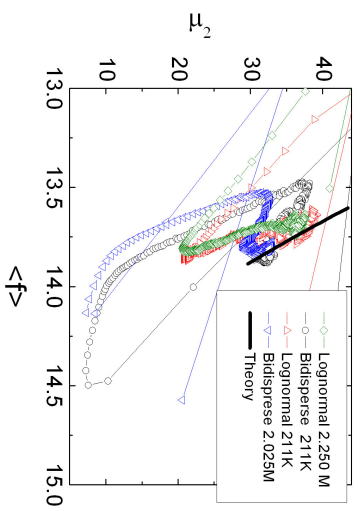 μ₂
10
20
30
40
13.0
13.5
14.0
14.5
15.0
<f>
Lognormal 2.250 M
Bidisperse 211K
Lognormal 211K
Bidisprese 2.025M
Theory